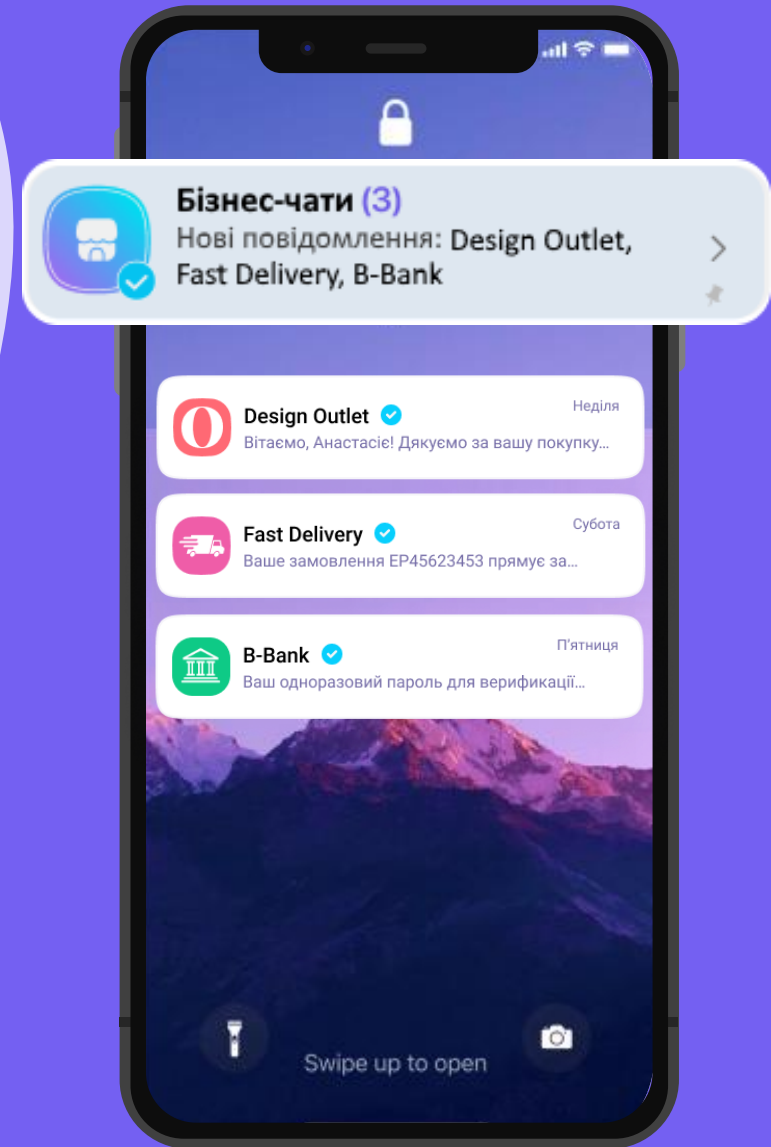 Бізнес-чати (3)
Нові повідомлення: Design Outlet,
Fast Delivery, B-Bank
Design Outlet
Неділя
Вітаємо, Анастасіє! Дякуємо за вашу покупку...
Fast Delivery
Субота
Ваше замовлення EP45623453 прямує за...
B-Bank
П'ятниця
Ваш одноразовий пароль для верифікації...
Swipe up to open